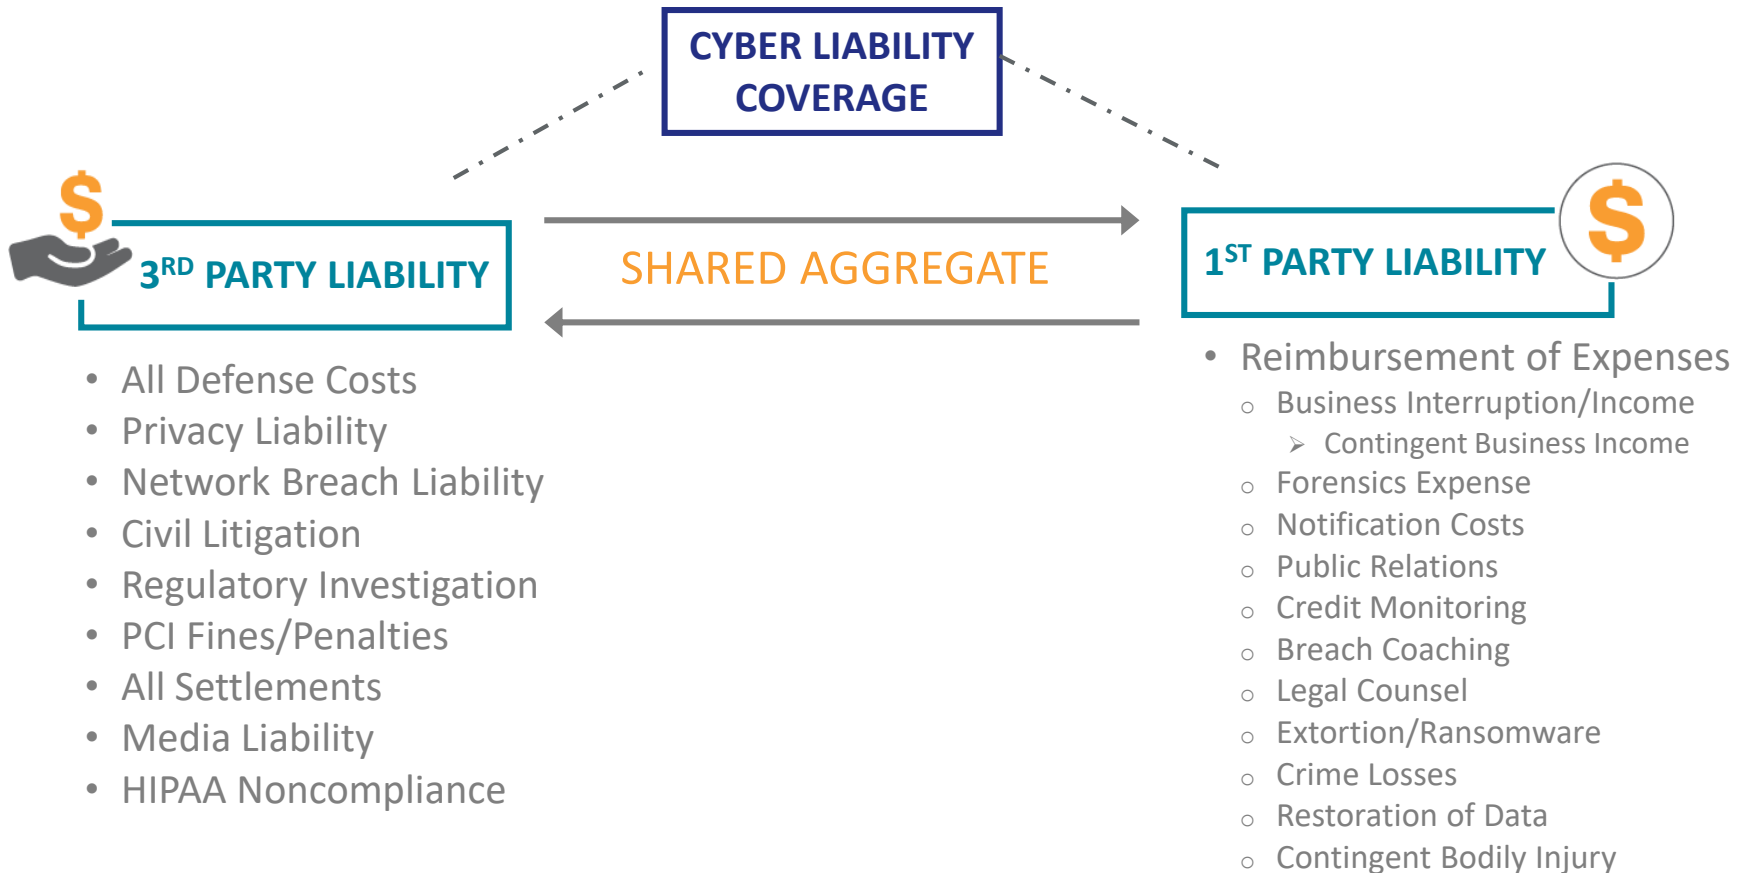 CYBER LIABILITY
COVERAGE
$
3RD PARTY LIABILITY
SHARED AGGREGATE
1ST PARTY LIABILITY
$
• All Defense Costs
• Privacy Liability
• Network Breach Liability
• Civil Litigation
• Regulatory Investigation
• PCI Fines/Penalties
• All Settlements
• Media Liability
• HIPAA Noncompliance
• Reimbursement of Expenses
o Business Interruption/Income
➢ Contingent Business Income
o Forensics Expense
o Notification Costs
o Public Relations
o Credit Monitoring
o Breach Coaching
o Legal Counsel
o Extortion/Ransomware
o Crime Losses
o Restoration of Data
o Contingent Bodily Injury